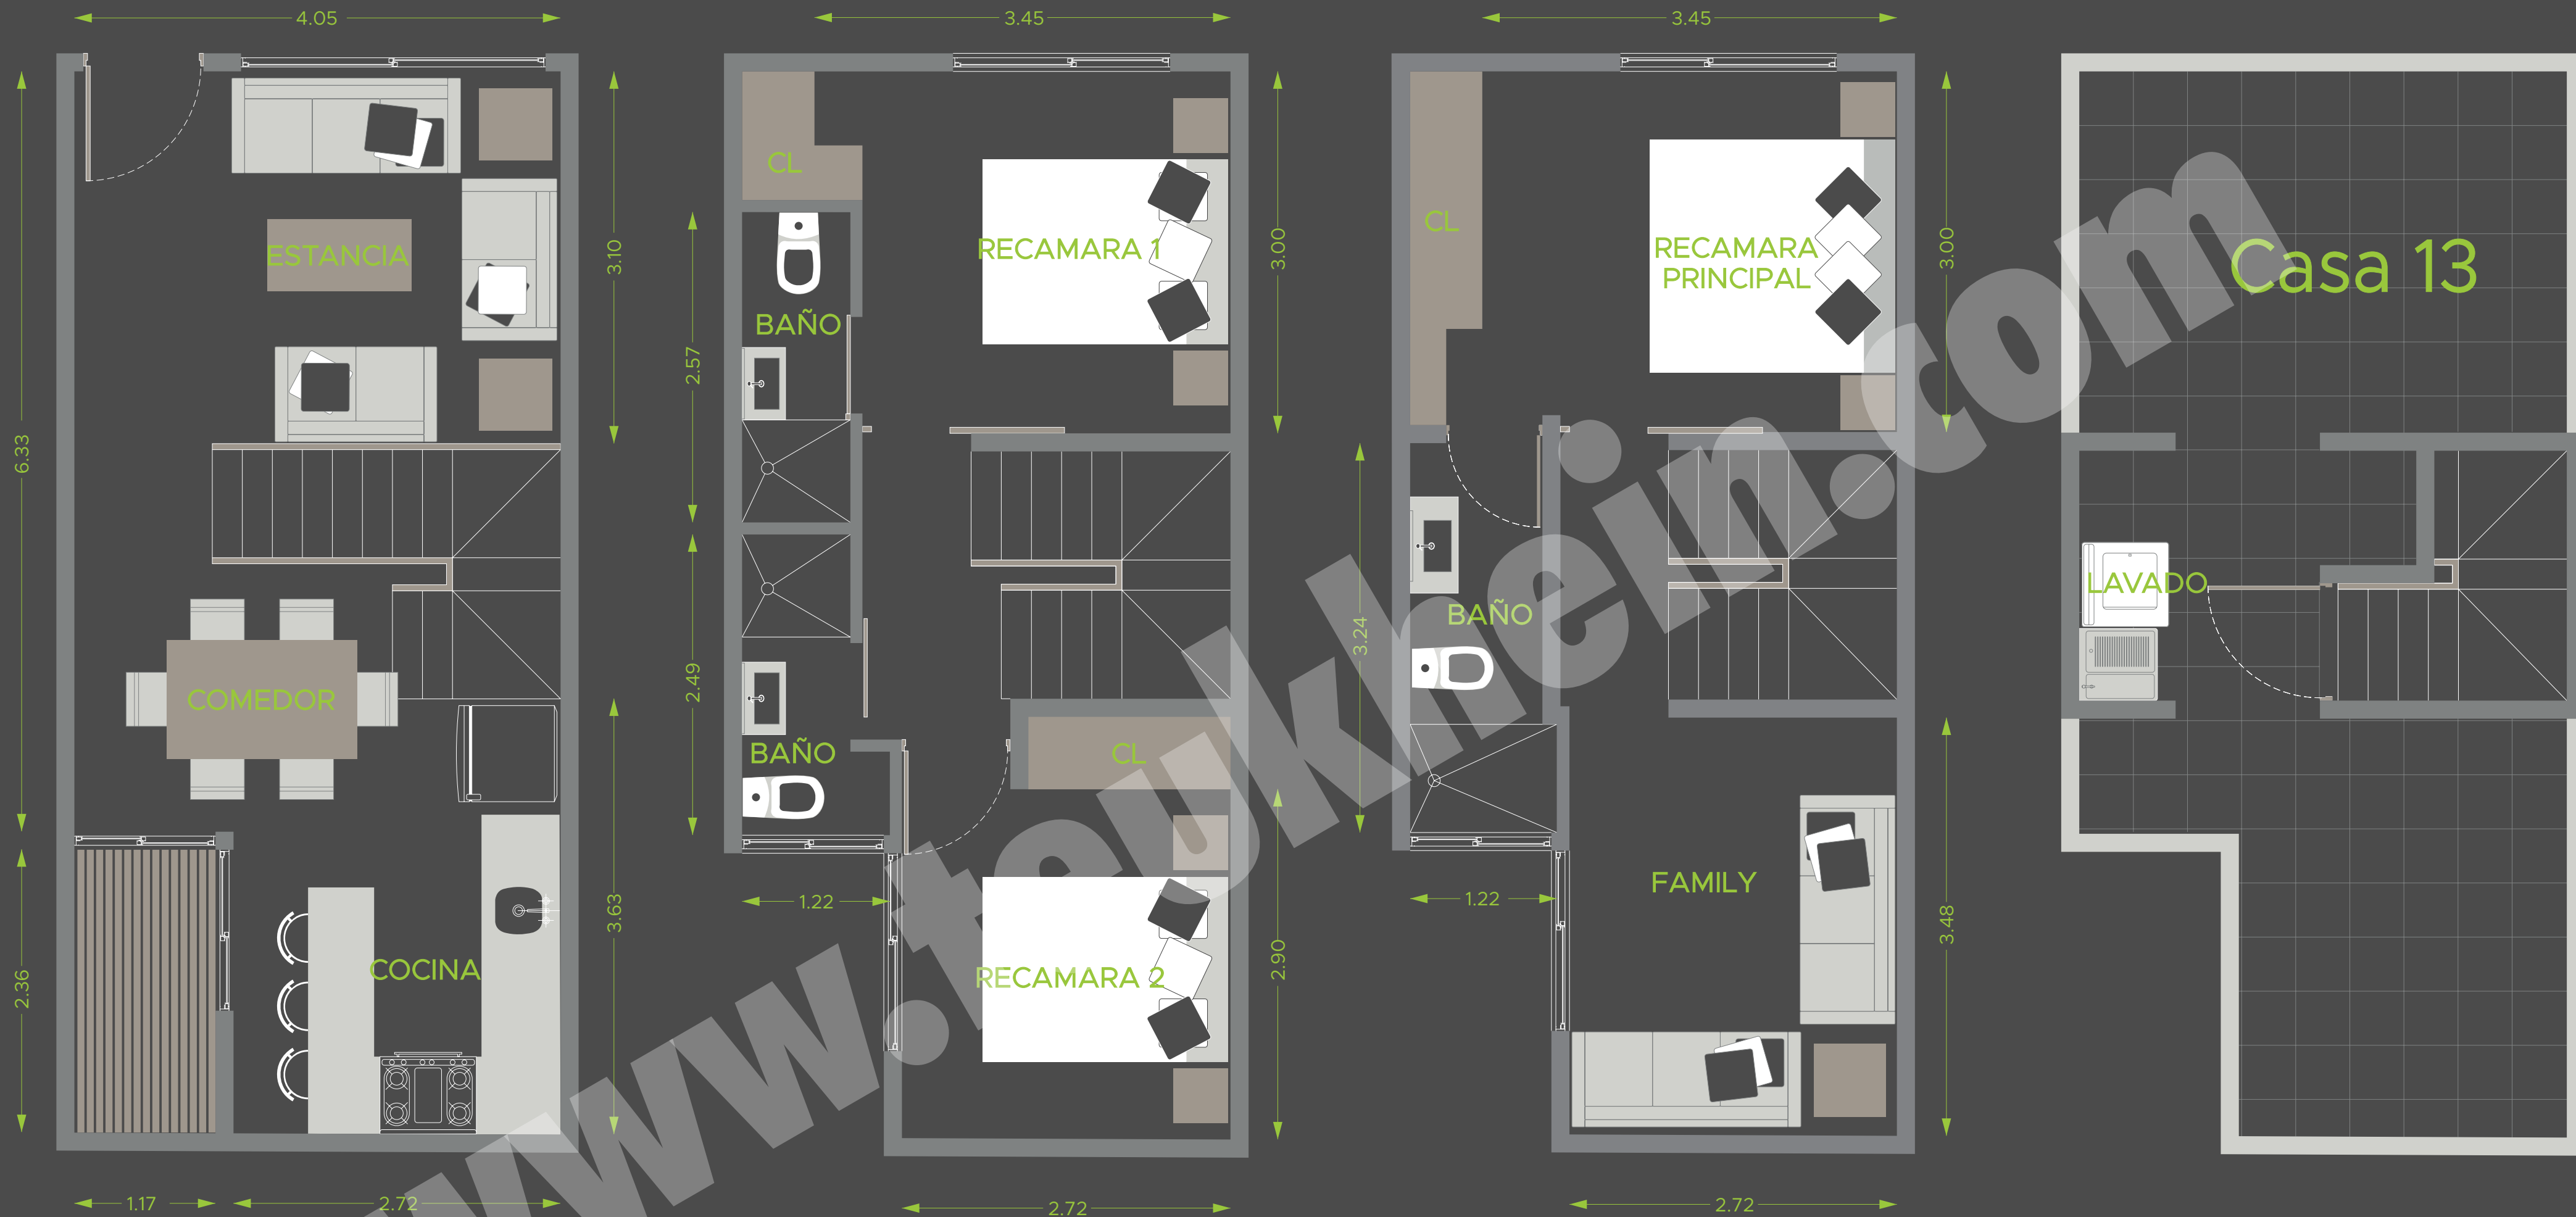 4.05
3.45
3.45
6.33
2.36
ESTANCIA
COMEDOR
COCINA
3.10
3.63
1.17
2.72
CL
BAÑO
RECAMARA 1
2.57
2.49
3.00
BAÑO
CL
1.22
RECAMARA 2
2.90
2.72
CL
RECAMARA
PRINCIPAL
3.00
3.24
BAÑO
1.22
FAMILY
3.48
2.72
Casa 13
LAVADO
www.teukhein.com